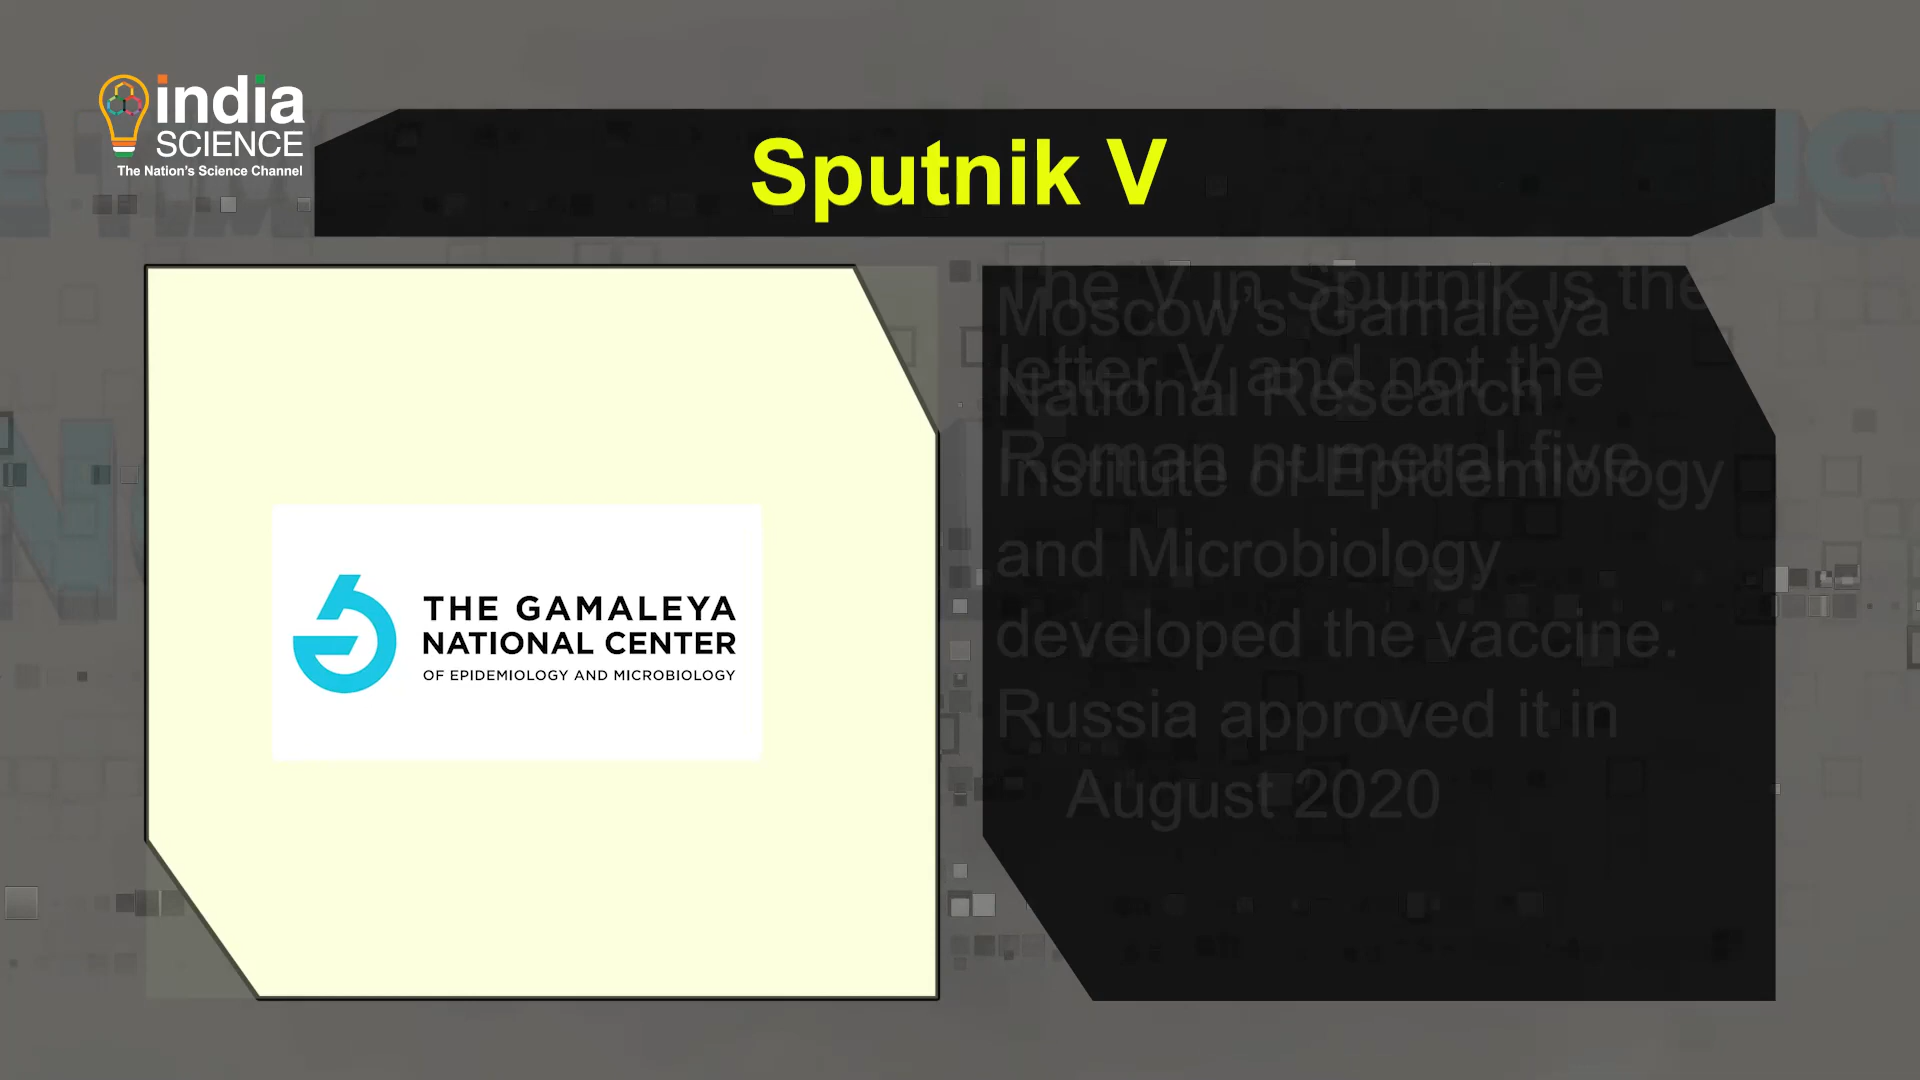 india
SCIENCE
The Nation's Science Channel
Sputnik V
THE GAMALEYA
NATIONAL CENTER
OF EPIDEMIOLOGY AND MICROBIOLOGY
The V in Sputnik is the
letter V and not the
Roman numeral five
Moscow's Gamaleya
National Research
Institute of Epidemiology
and Microbiology
developed the vaccine.
Russia approved it in
August 2020